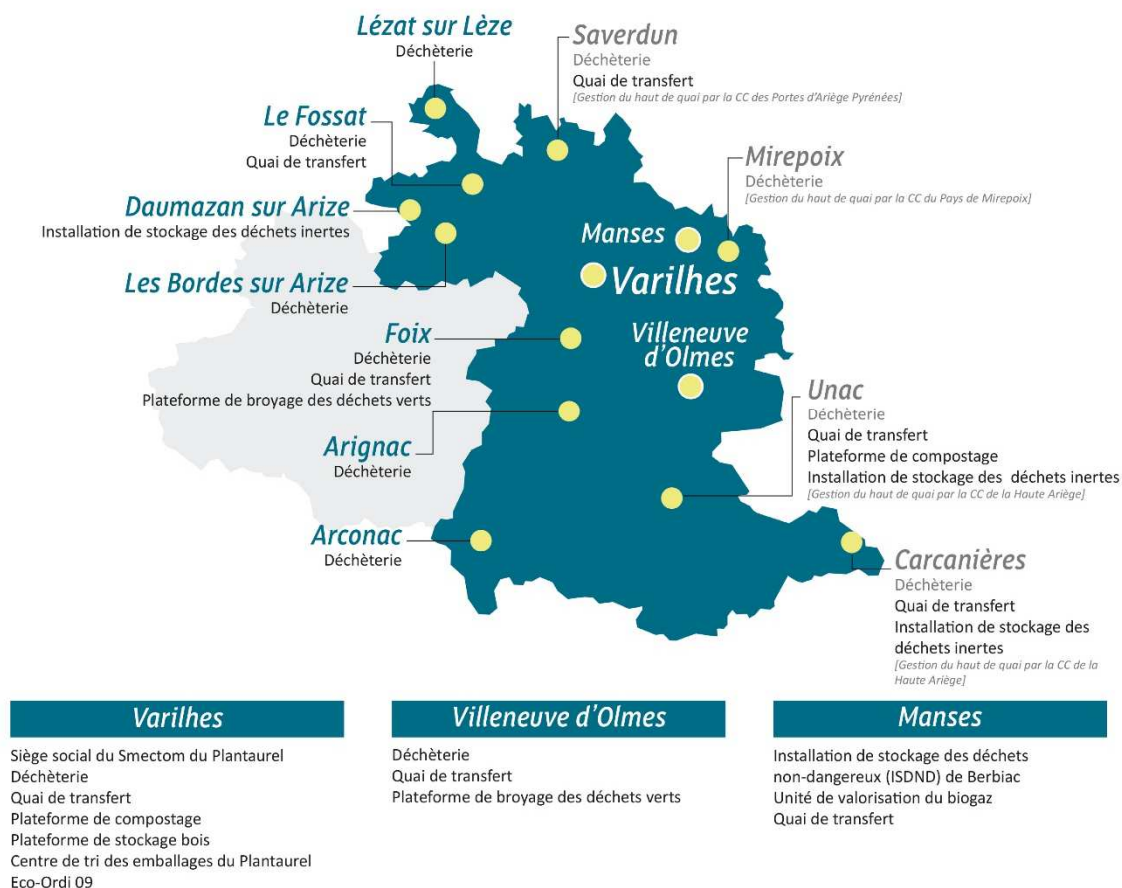 Lézat sur Lèze
Déchèterie
Saverdun
Déchèterie
Quai de transfert
[Gestion du haut de quai par la CC des Portes d'Ariège Pyrénées]
Le Fossat
Déchèterie
Quai de transfert
Mirepoix
Déchèterie
[Gestion du haut de quai par la CC du Pays de Mirepoix]
Daumazan sur Arize
Installation de stockage des déchets inertes
Manses
Varilhes
Les Bordes sur Arize
Déchèterie
Foix
Déchèterie
Quai de transfert
Plateforme de broyage des déchets verts
Villeneuve
d'Olmes
Unac
Déchèterie
Quai de transfert
Plateforme de compostage
Installation de stockage des déchets inertes
[Gestion du haut de quai par la CC de la Haute Ariège]
Arignac
Déchèterie
Arconac
Déchèterie
Carcanières
Déchèterie
Quai de transfert
Installation de stockage des
déchets inertes
[Gestion du haut de quai par la CC de la
Haute Ariège]
Varilhes
Siège social du Smectom du Plantaurel
Déchèterie
Quai de transfert
Plateforme de compostage
Plateforme de stockage bois
Centre de tri des emballages du Plantaurel
Eco-Ordi 09
Villeneuve d'Olmes
Déchèterie
Quai de transfert
Plateforme de broyage des déchets verts
Manses
Installation de stockage des déchets
non-dangereux (ISDND) de Berbiac
Unité de valorisation du biogaz
Quai de transfert